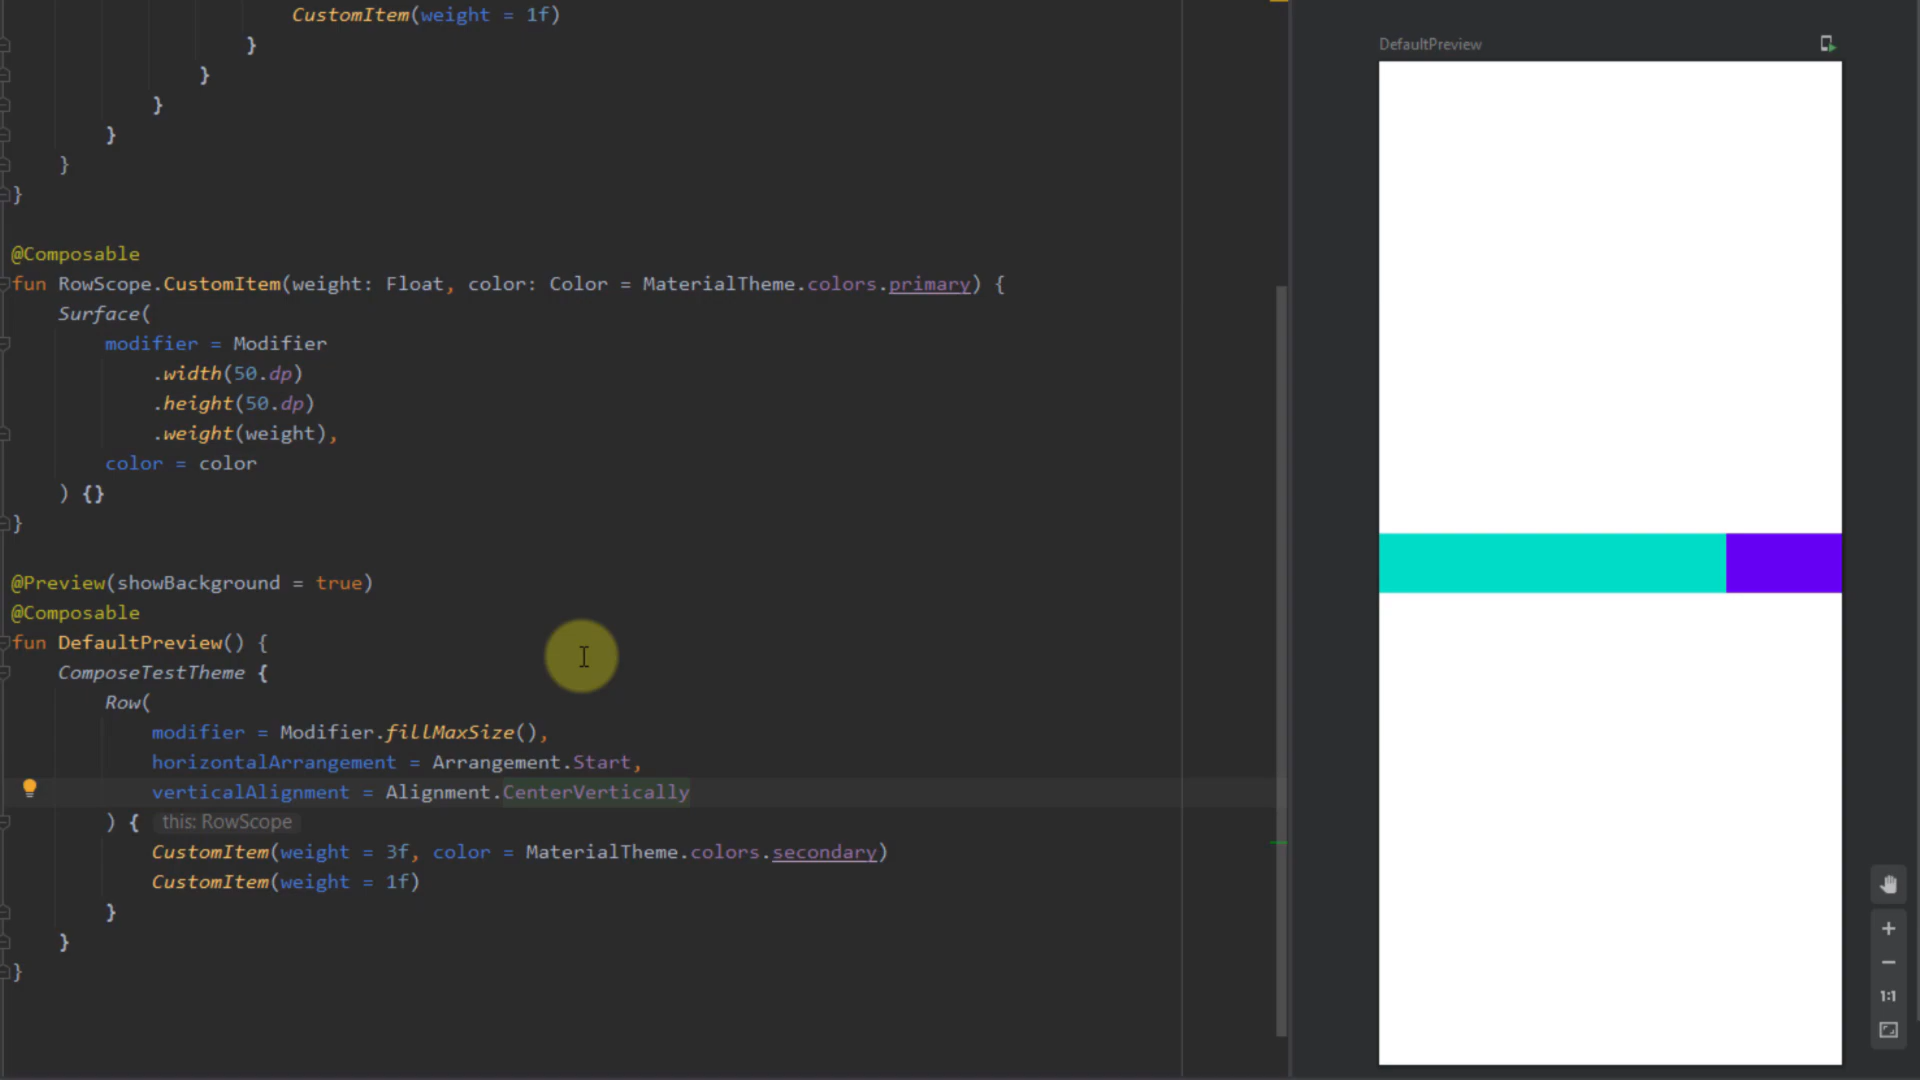 CustomItem(weight = 1f)
}
}
}
}
}
}
@Composable
fun RowScope.CustomItem(weight: Float, color: Color = MaterialTheme.colors.primary) {
Surface(
modifier = Modifier
.width(50.dp)
.height(50.dp)
.weight(weight),
color = color
) {}
}
@Preview(showBackground = true)
@Composable
fun DefaultPreview() {
ComposeTestTheme {
Row(
modifier = Modifier.fillMaxSize(),
horizontalArrangement = Arrangement.Start,
verticalAlignment = Alignment.CenterVertically
) { this: RowScope
CustomItem(weight = 3f, color = MaterialTheme.colors.secondary)
CustomItem(weight = 1f)
}
}
}
DefaultPreview
1:1